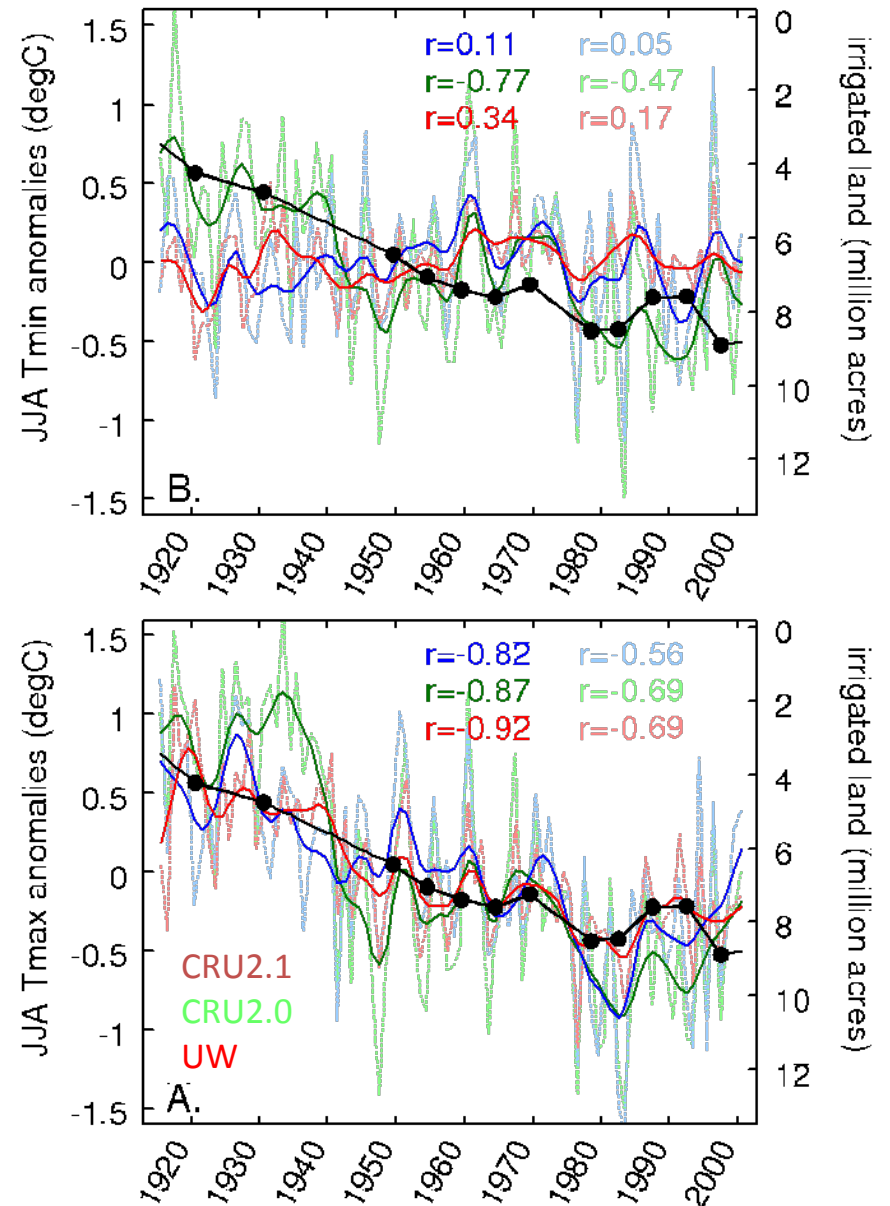 JJA Tmin anomalies (degC)
1.5
1
0.5
0
-0.5
-1
-1.5
r=0.11 r=0.05
r=-0.77 r=-0.47
r=0.34 r=0.17
B.
0
2
4
6
8
10
12
irrigated land (million acres)
1920 1930 1940 1950 1960 1970 1980 1990 2000
JJA Tmax anomalies (degC)
1.5
1
0.5
0
-0.5
-1
-1.5
r=-0.82 r=-0.56
r=-0.87 r=-0.69
r=-0.92 r=-0.69
CRU2.1
CRU2.0
UW
A.
0
2
4
6
8
10
12
irrigated land (million acres)
1920 1930 1940 1950 1960 1970 1980 1990 2000